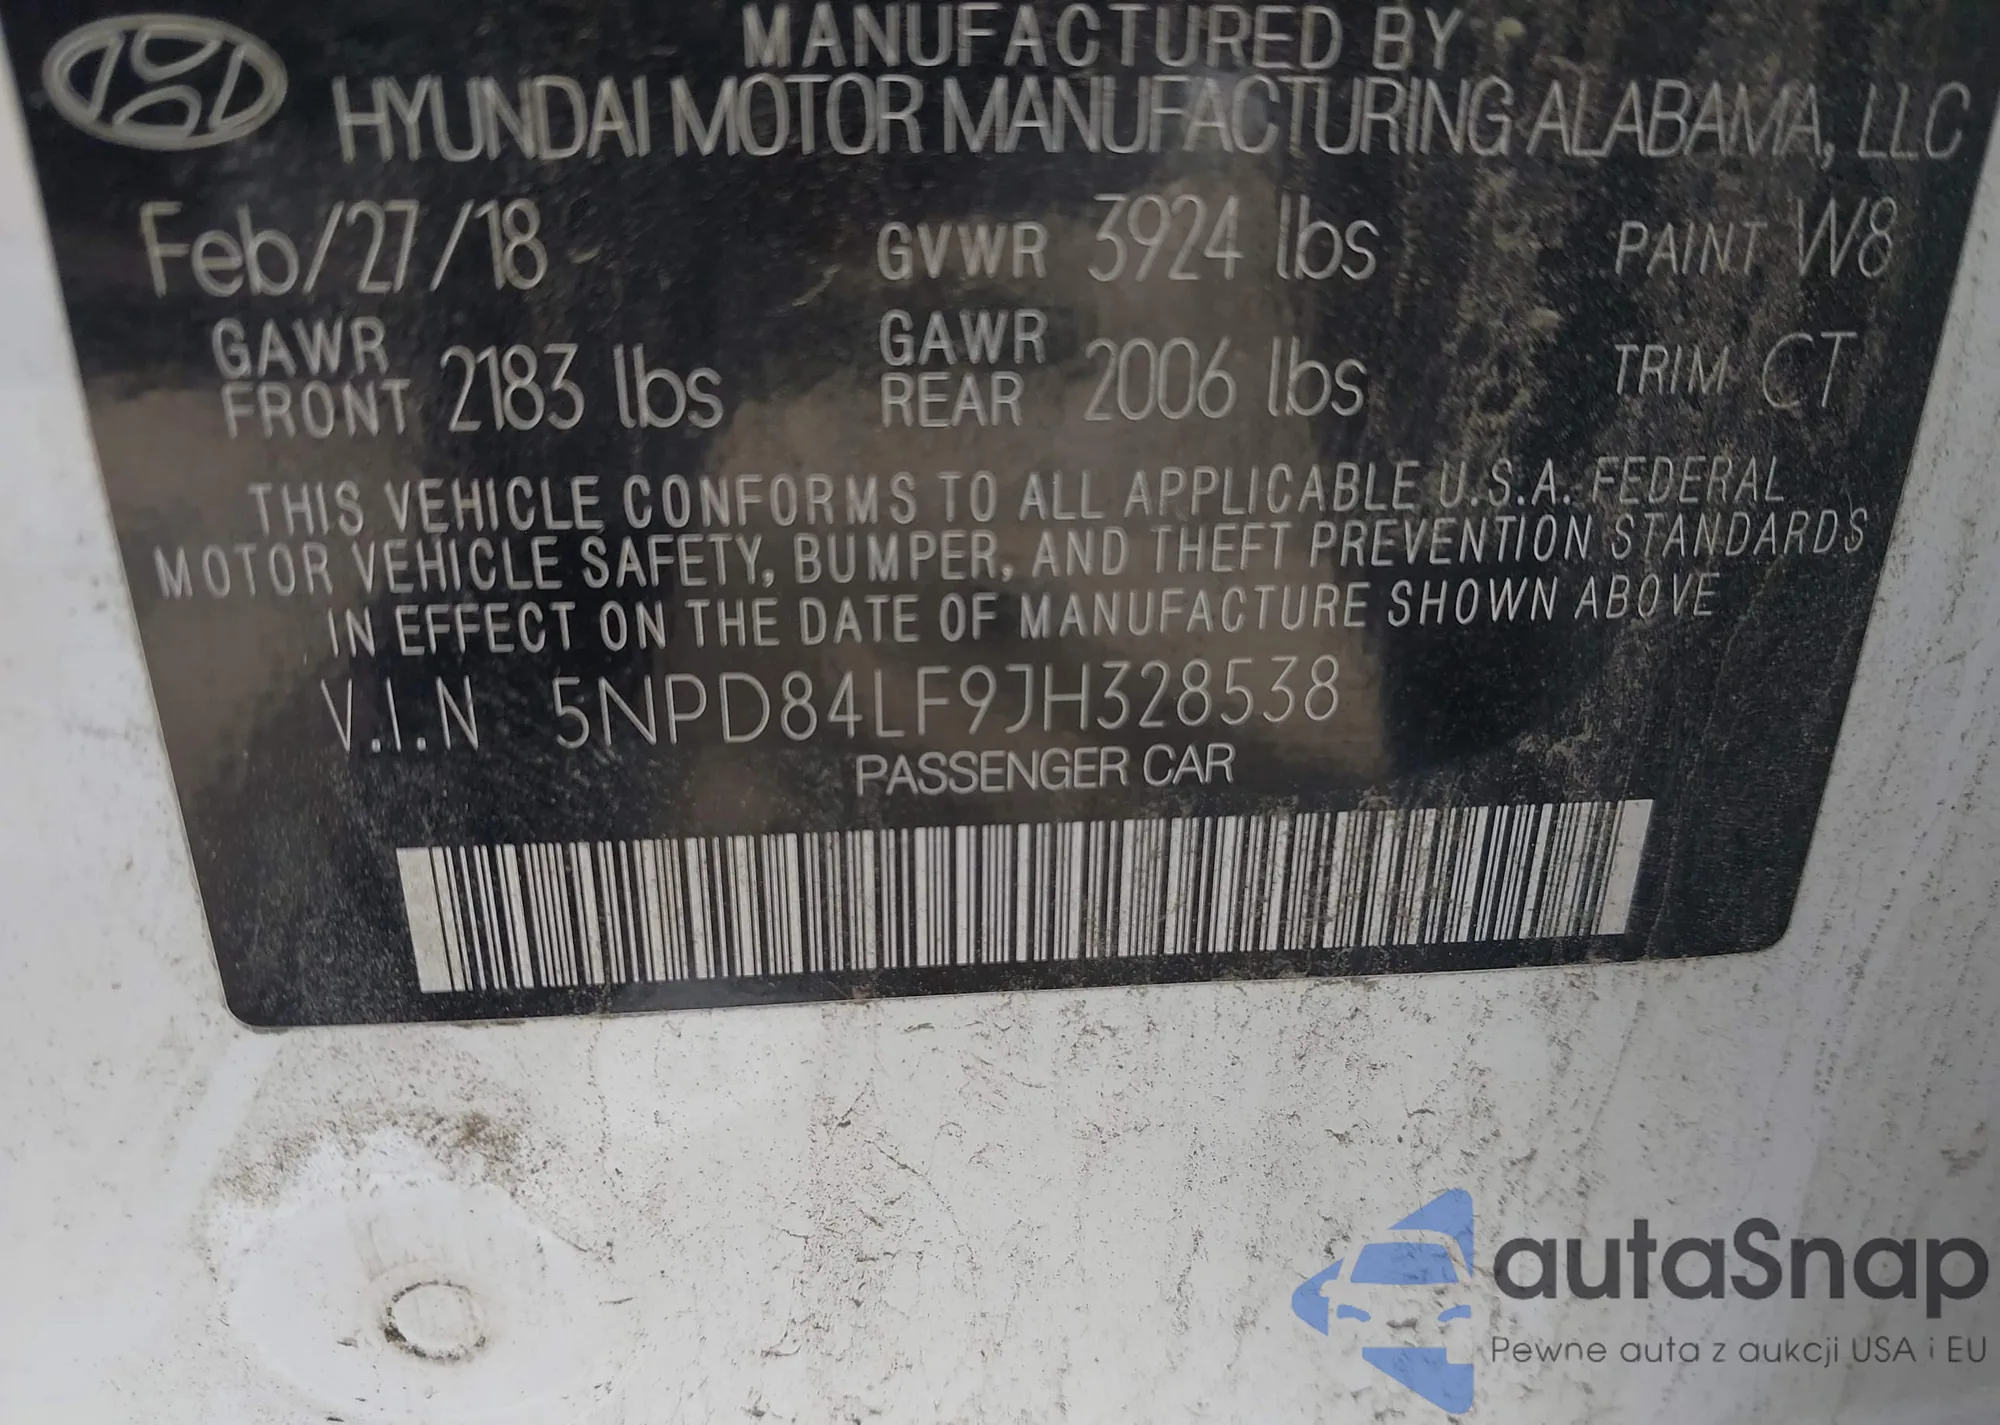 MANUFACTURED BY
HYUNDAI MOTOR MANUFACTURING ALABAMA, LLC
Feb/27/18 GVWR 3924 lbs PAINT W8
GAWR FRONT 2183 lbs GAWR REAR 2006 lbs TRIM CT
THIS VEHICLE CONFORMS TO ALL APPLICABLE U.S.A. FEDERAL
MOTOR VEHICLE SAFETY, BUMPER, AND THEFT PREVENTION STANDARDS
IN EFFECT ON THE DATE OF MANUFACTURE SHOWN ABOVE
V.I.N 5NPD84LF9JH328538
PASSENGER CAR
autaSnap
Pewne auta z aukcji USA i EU